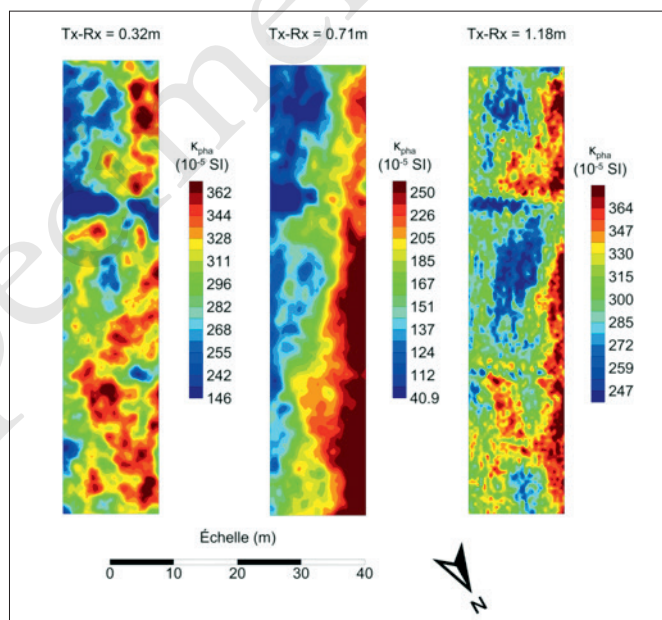 Tx-Rx = 0.32m
Tx-Rx = 0.71m
Tx-Rx = 1.18m
κpha
(10⁻⁵ SI)
362
344
328
311
296
282
268
255
242
146
κpha
(10⁻⁵ SI)
250
226
205
185
167
151
137
124
112
40.9
κpha
(10⁻⁵ SI)
364
347
330
315
300
285
272
259
247
Échelle (m)
0 10 20 30 40
N